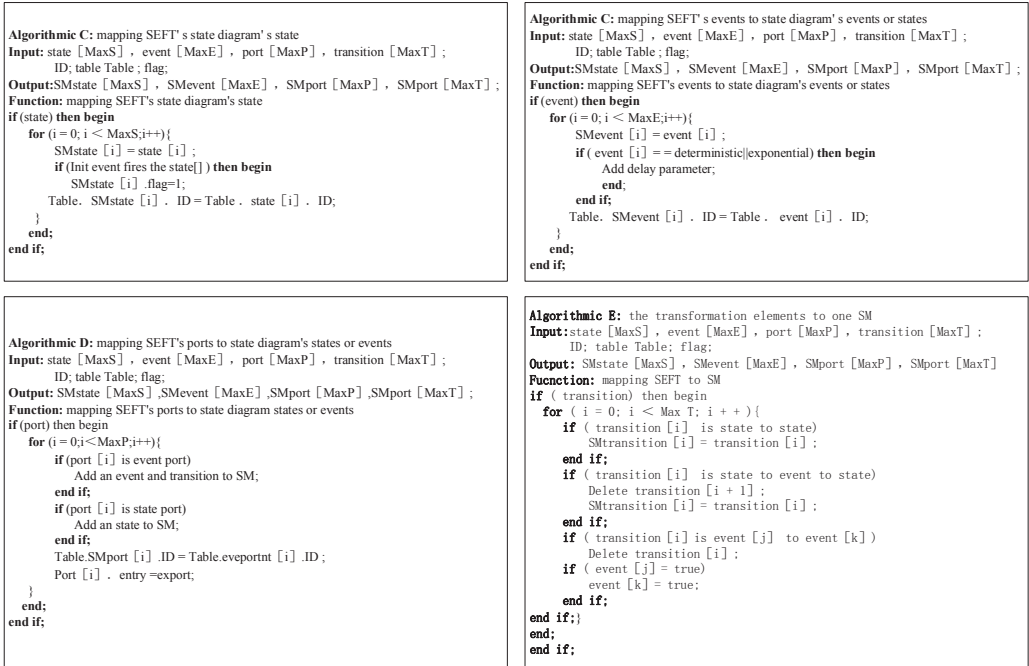 Algorithmic C: mapping SEFT' s state diagram' s state
Input: state［MaxS］, event［MaxE］, port［MaxP］, transition［MaxT］;
ID; table Table ; flag;
Output:SMstate［MaxS］, SMevent［MaxE］, SMport［MaxP］, SMport［MaxT］;
Function: mapping SEFT's state diagram's state
if (state) then begin
for (i = 0; i ＜ MaxS;i++){
SMstate［i］= state［i］;
if (Init event fires the state[] ) then begin
SMstate［i］.flag=1;
Table．SMstate［i］．ID = Table．state［i］．ID;
}
end;
end if;
Algorithmic C: mapping SEFT' s events to state diagram' s events or states
Input: state［MaxS］, event［MaxE］, port［MaxP］, transition［MaxT］;
ID; table Table ; flag;
Output:SMstate［MaxS］, SMevent［MaxE］, SMport［MaxP］, SMport［MaxT］;
Function: mapping SEFT's events to state diagram's events or states
if (event) then begin
for (i = 0; i ＜ MaxE;i++){
SMevent［i］= event［i］;
if ( event［i］= = deterministic||exponential) then begin
Add delay parameter;
end;
end if;
Table．SMevent［i］．ID = Table． event［i］．ID;
}
end;
end if;
Algorithmic D: mapping SEFT's ports to state diagram's states or events
Input: state［MaxS］, event［MaxE］, port［MaxP］, transition［MaxT］;
ID; table Table; flag;
Output: SMstate［MaxS］,SMevent［MaxE］,SMport［MaxP］,SMport［MaxT］;
Function: mapping SEFT's ports to state diagram states or events
if (port) then begin
for (i = 0;i＜MaxP;i++){
if (port［i］is event port)
Add an event and transition to SM;
end if;
if (port［i］is state port)
Add an state to SM;
end if;
Table.SMport［i］.ID = Table.eveportnt［i］.ID ;
Port［i］．entry =export;
}
end;
end if;
Algorithmic E: the transformation elements to one SM
Input:state［MaxS］, event［MaxE］, port［MaxP］, transition［MaxT］;
ID; table Table; flag;
Output: SMstate［MaxS］, SMevent［MaxE］, SMport［MaxP］, SMport［MaxT］
Fucnction: mapping SEFT to SM
if ( transition) then begin
for ( i = 0; i ＜ Max T; i + + ){
if ( transition［i］ is state to state)
SMtransition［i］= transition［i］;
end if;
if ( transition［i］ is state to event to state)
Delete transition［i + 1］;
SMtransition［i］= transition［i］;
end if;
if ( transition［i］is event［j］ to event［k］)
Delete transition［i］;
if ( event［j］= true)
event［k］= true;
end if;
end if;}
end;
end if;